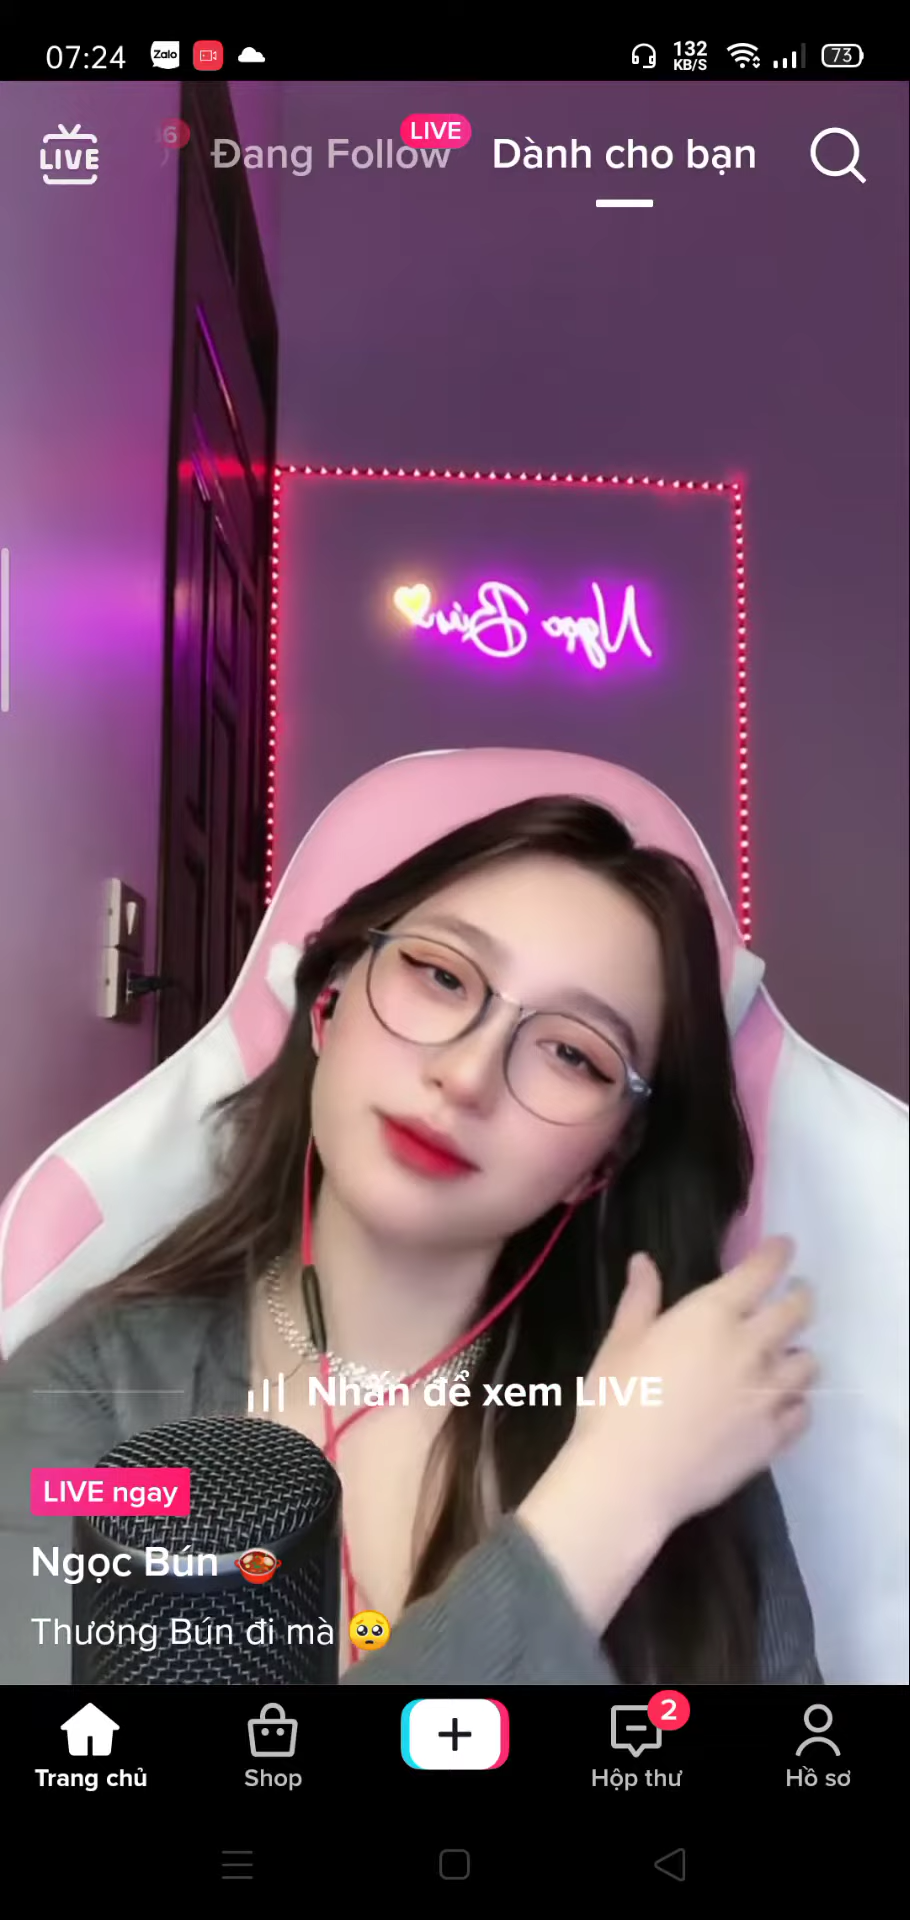 07:24 Zalo 132 KB/S 73
LIVE 6 Đang Follow LIVE Dành cho bạn
Ngọc Bún
Nhấn để xem LIVE
LIVE ngay
Ngọc Bún 🍲
Thương Bún đi mà 🥺
Trang chủ Shop Hộp thư 2 Hồ sơ